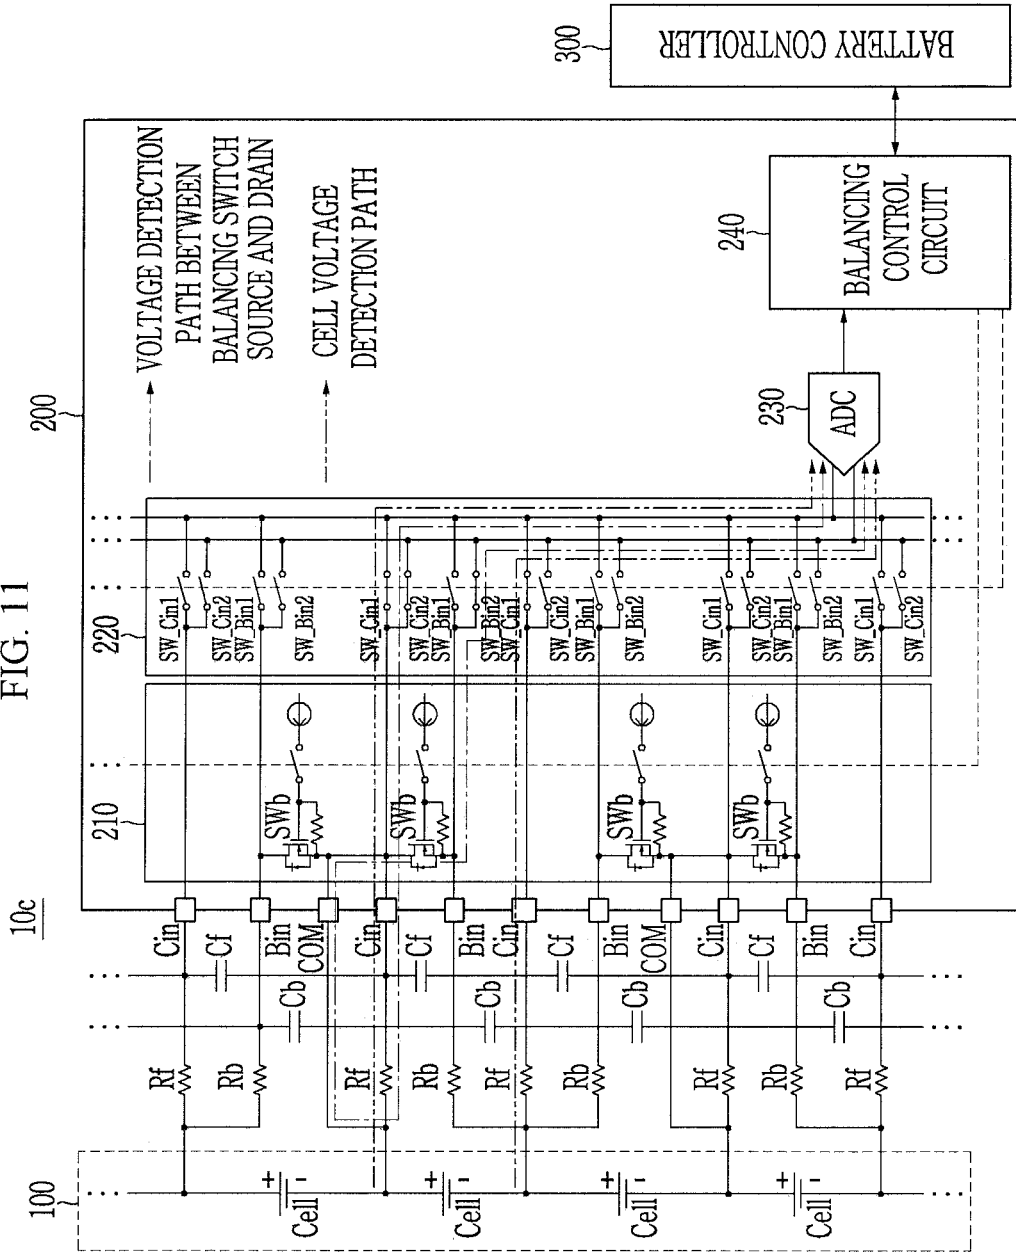 FIG. 11
10c
100
200
210
220
230
240
300
VOLTAGE DETECTION
PATH BETWEEN
BALANCING SWITCH
SOURCE AND DRAIN
CELL VOLTAGE
DETECTION PATH
BATTERY CONTROLLER
BALANCING
CONTROL
CIRCUIT
ADC
SW_Cin1
SW_Cin2
SW_Bin1
SW_Bin2
SW_Cin1
SW_Cin2
SW_Bin1
SW_Bin2
SW_Cin1
SW_Cin2
SW_Bin1
SW_Bin2
SW_Cin1
SW_Cin2
SW_Bin1
SW_Bin2
SW_Cin1
SW_Cin2
SWb
SWb
SWb
SWb
Cin
Bin
COM
Cin
Bin
Cin
Bin
COM
Cin
Bin
Cin
Cf
Cf
Cf
Cf
Cb
Cb
Cb
Cb
Rf
Rb
Rf
Rb
Rf
Rb
Rf
Rb
Rf
+ -
Cell
+ -
Cell
+ -
Cell
+ -
Cell